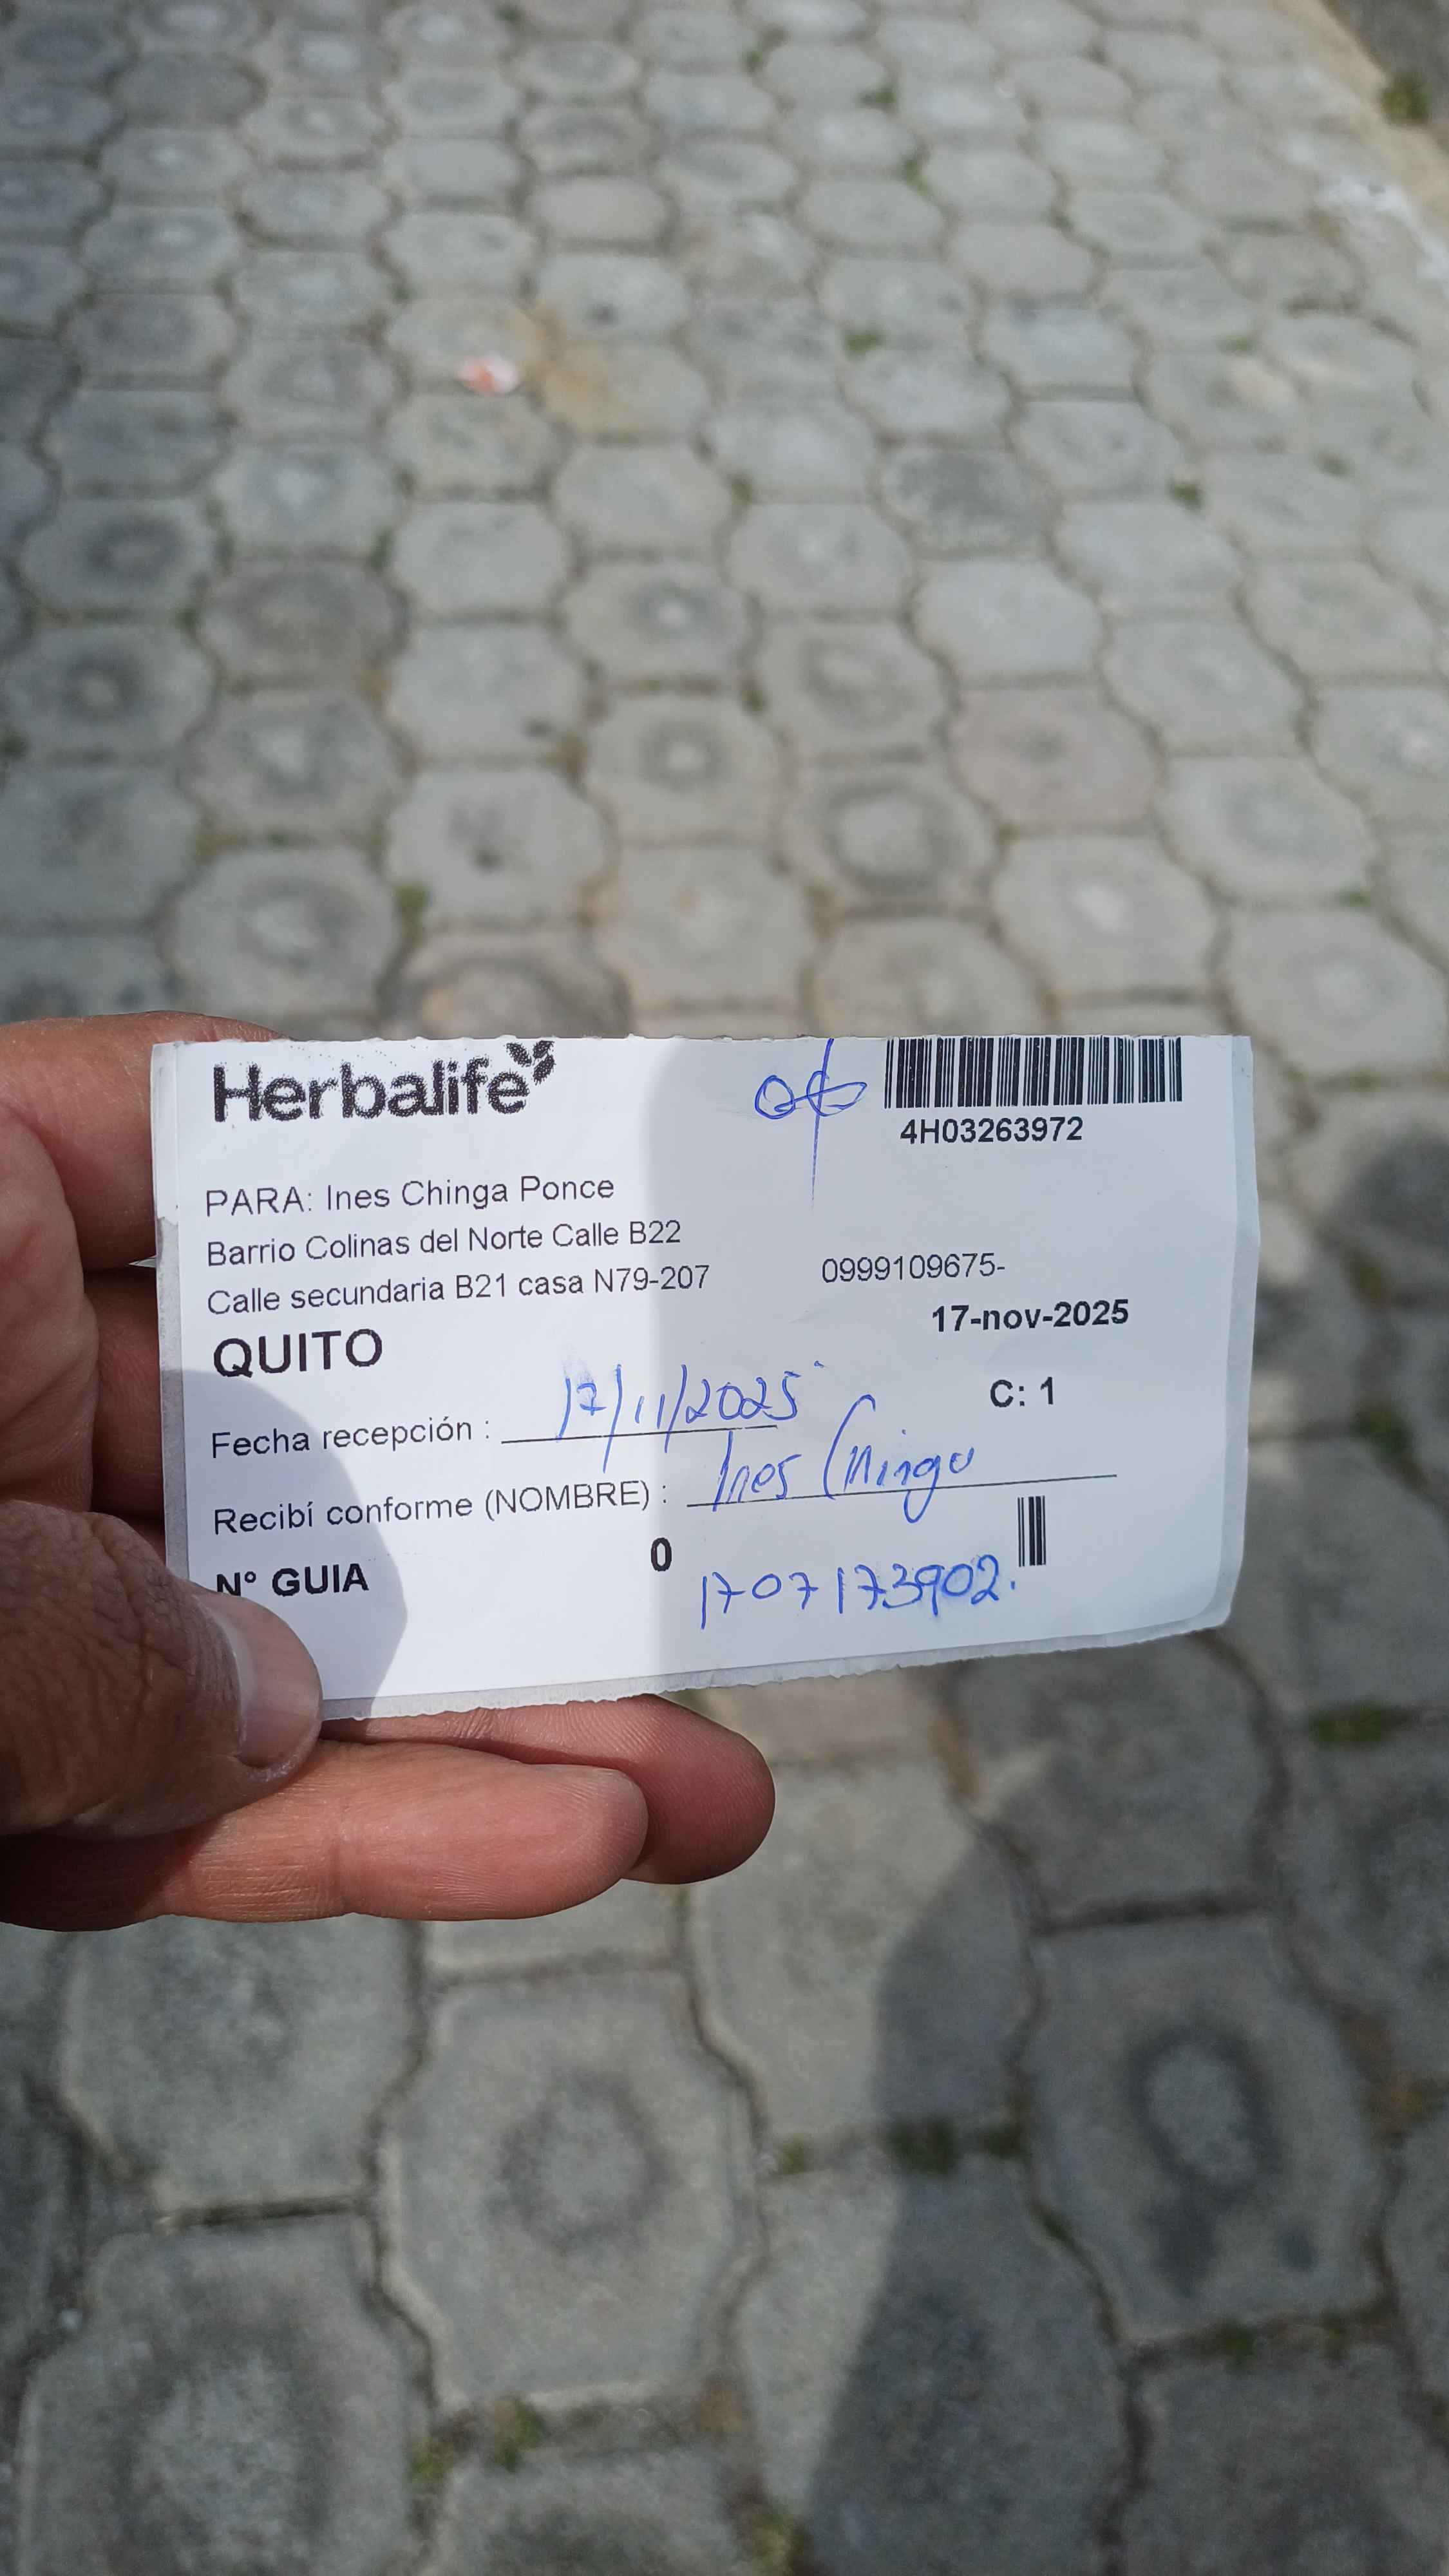 Herbalife
4H03263972
PARA: Ines Chinga Ponce
Barrio Colinas del Norte Calle B22
Calle secundaria B21 casa N79-207
0999109675-
17-nov-2025
QUITO
C: 1
Fecha recepción : 17/11/2025
Recibí conforme (NOMBRE) : Ines Chinga
N° GUIA 0
1707173902.